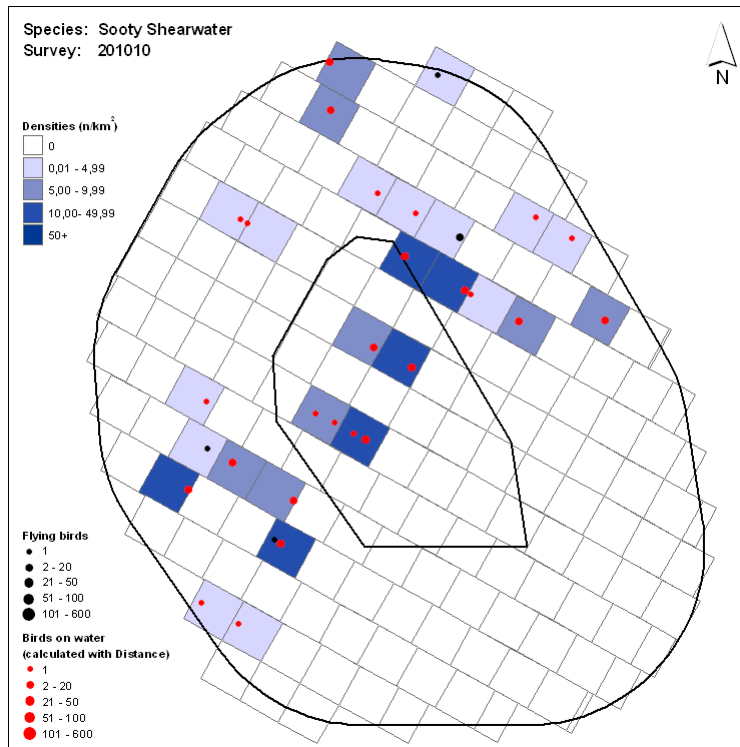 Species: Sooty Shearwater
Survey: 201010
N
Densities (n/km²)
0
0,01 - 4,99
5,00 - 9,99
10,00- 49,99
50+
Flying birds
1
2 - 20
21 - 50
51 - 100
101 - 600
Birds on water
(calculated with Distance)
1
2 - 20
21 - 50
51 - 100
101 - 600